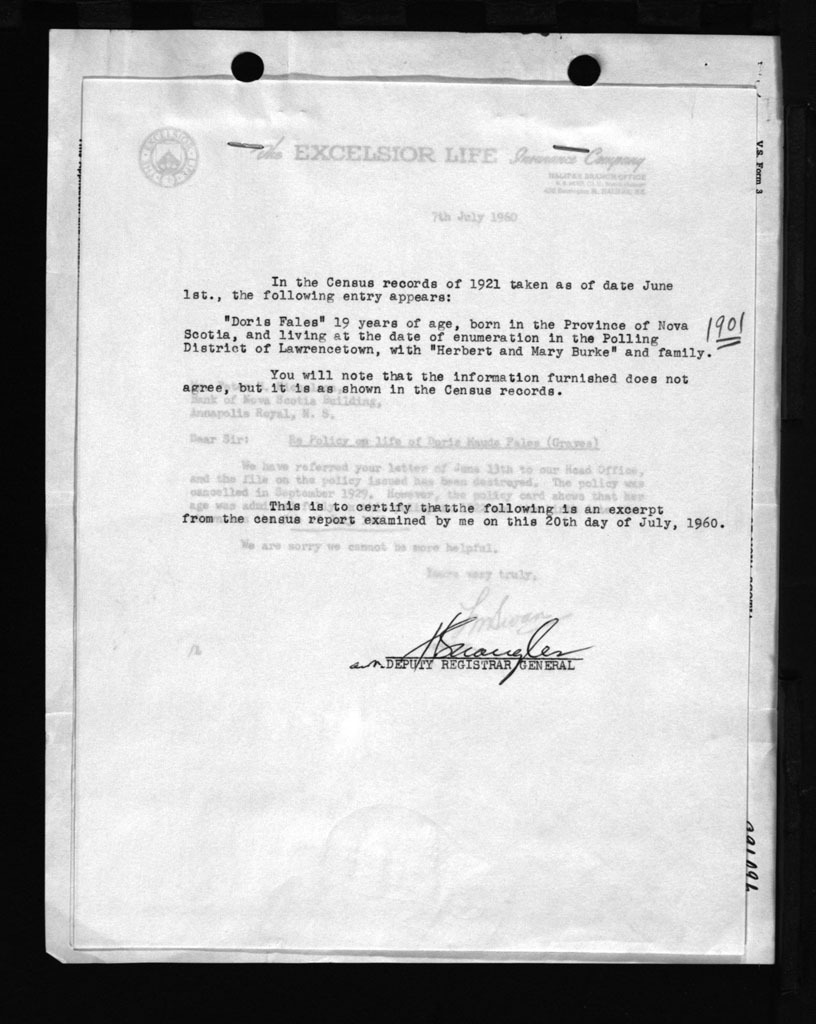 The EXCELSIOR LIFE Insurance Company
HALIFAX BRANCH OFFICE
V.S. Form 3
7th July 1960
In the Census records of 1921 taken as of date June
1st., the following entry appears:
"Doris Fales" 19 years of age, born in the Province of Nova
Scotia, and living at the date of enumeration in the Polling
District of Lawrencetown, with "Herbert and Mary Burke" and family.
1901
You will note that the information furnished does not
agree, but it is as shown in the Census records.
Bank of Nova Scotia Building,
Annapolis Royal, N. S.
Dear Sir: Re Policy on life of Doris Maude Fales (Graves)
We have referred your letter of June 13th to our Head Office,
and the file on the policy issued has been destroyed. The policy was
cancelled in September 1929. However, the policy card shows that her
age was
This is to certify thatthe following is an excerpt
from the census report examined by me on this 20th day of July, 1960.
We are sorry we cannot be more helpful.
Yours very truly,
DEPUTY REGISTRAR GENERAL